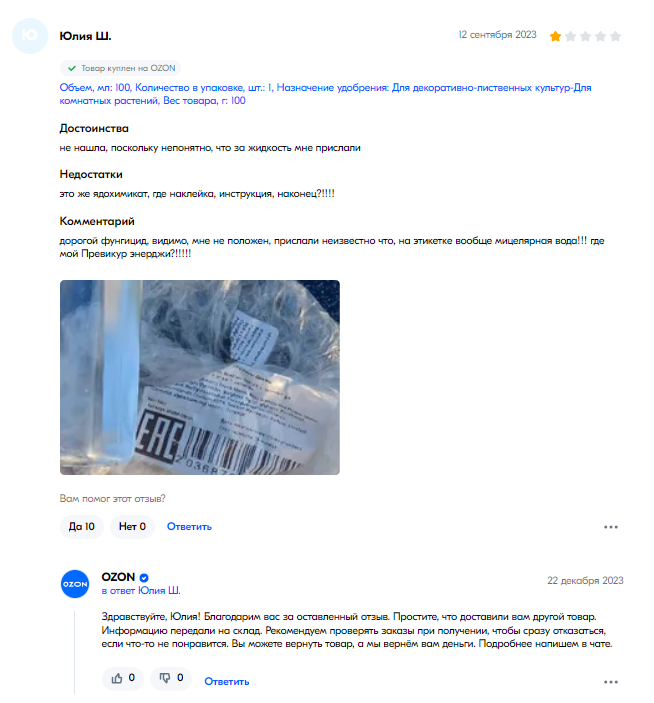 Ю
Юлия Ш.
12 сентября 2023
Товар куплен на OZON
Объем, мл: 100, Количество в упаковке, шт.: 1, Назначение удобрения: Для декоративно-лиственных культур-Для
комнатных растений, Вес товара, г: 100
Достоинства
не нашла, поскольку непонятно, что за жидкость мне прислали
Недостатки
это же ядохимикат, где наклейка, инструкция, наконец?!!!!
Комментарий
дорогой фунгицид, видимо, мне не положен, прислали неизвестно что, на этикетке вообще мицелярная вода!!! где
мой Превикур энерджи?!!!!!
EAC
Вам помог этот отзыв?
Да 10
Нет 0
Ответить
OZON
OZON
22 декабря 2023
в ответ Юлия Ш.
Здравствуйте, Юлия! Благодарим вас за оставленный отзыв. Простите, что доставили вам другой товар.
Информацию передали на склад. Рекомендуем проверять заказы при получении, чтобы сразу отказаться,
если что-то не понравится. Вы можете вернуть товар, а мы вернём вам деньги. Подробнее напишем в чате.
0
0
Ответить